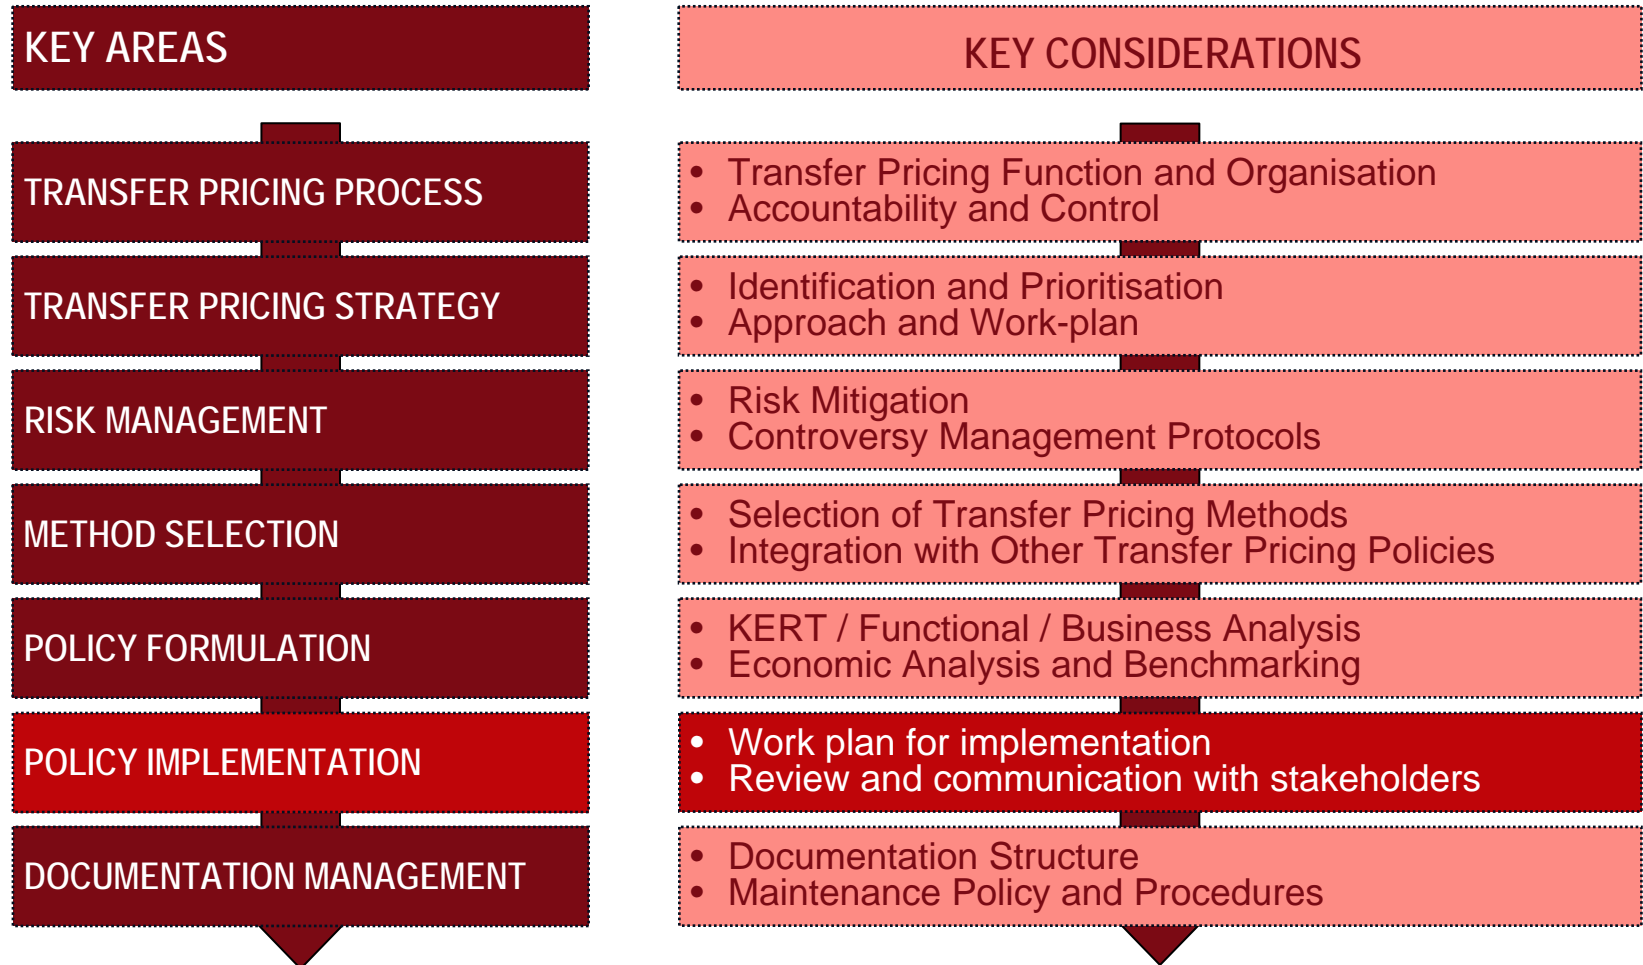 KEY AREAS
KEY CONSIDERATIONS
TRANSFER PRICING PROCESS
• Transfer Pricing Function and Organisation
• Accountability and Control
TRANSFER PRICING STRATEGY
• Identification and Prioritisation
• Approach and Work-plan
RISK MANAGEMENT
• Risk Mitigation
• Controversy Management Protocols
METHOD SELECTION
• Selection of Transfer Pricing Methods
• Integration with Other Transfer Pricing Policies
POLICY FORMULATION
• KERT / Functional / Business Analysis
• Economic Analysis and Benchmarking
POLICY IMPLEMENTATION
• Work plan for implementation
• Review and communication with stakeholders
DOCUMENTATION MANAGEMENT
• Documentation Structure
• Maintenance Policy and Procedures